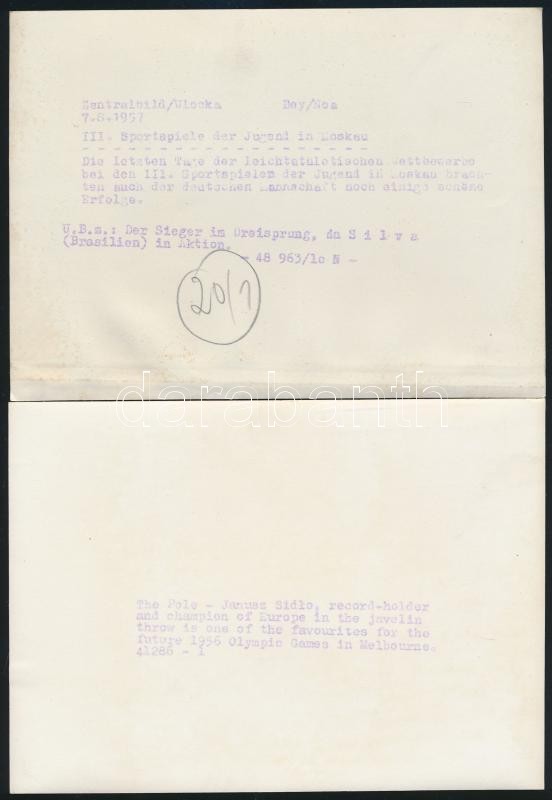 Zentralbild/Wlocka Bey/Noa
7.8.1957
III. Sportspiele der Jugend in Moskau
Die letzten Tage der leichtathletischen Wettbewerbe
bei den III. Sportspielen der Jugend in Moskau brach-
ten auch der deutschen Mannschaft noch einige schöne
Erfolge.
U.B.z.: Der Sieger im Dreisprung, da S i l v a
(Brasilien) in Aktion.
- 48 963/1o N -
20/1
darabanth
The Pole - Janusz Sidlo, record-holder
and champion of Europe in the javelin
throw is one of the favourites for the
future 1956 Olympic Games in Melbourne.
41286 - 1